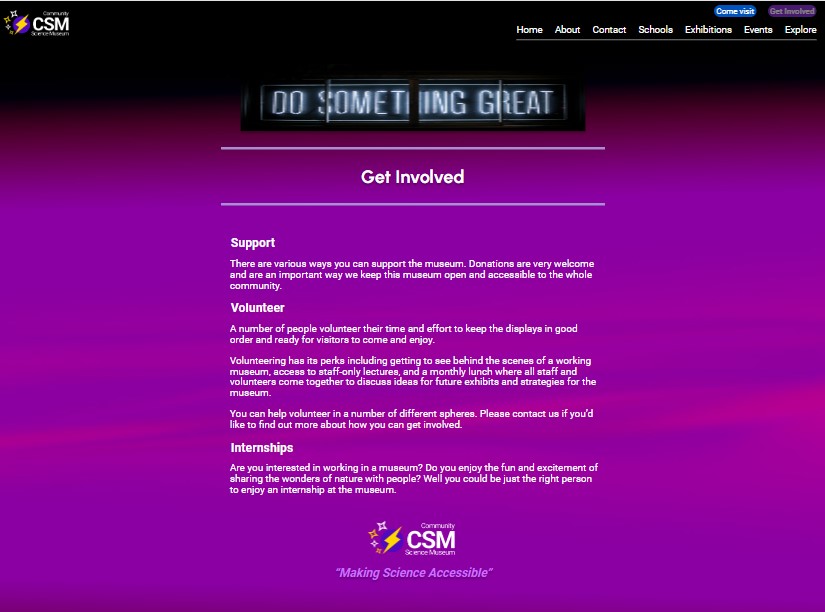 Community
CSM
Science Museum
Come visit
Get Involved
Home About Contact Schools Exhibitions Events Explore
DO SOMETHING GREAT
Get Involved
Support
There are various ways you can support the museum. Donations are very welcome
and are an important way we keep this museum open and accessible to the whole
community.
Volunteer
A number of people volunteer their time and effort to keep the displays in good
order and ready for visitors to come and enjoy.
Volunteering has its perks including getting to see behind the scenes of a working
museum, access to staff-only lectures, and a monthly lunch where all staff and
volunteers come together to discuss ideas for future exhibits and strategies for the
museum.
You can help volunteer in a number of different spheres. Please contact us if you'd
like to find out more about how you can get involved.
Internships
Are you interested in working in a museum? Do you enjoy the fun and excitement of
sharing the wonders of nature with people? Well you could be just the right person
to enjoy an internship at the museum.
Community
CSM
Science Museum
“Making Science Accessible”